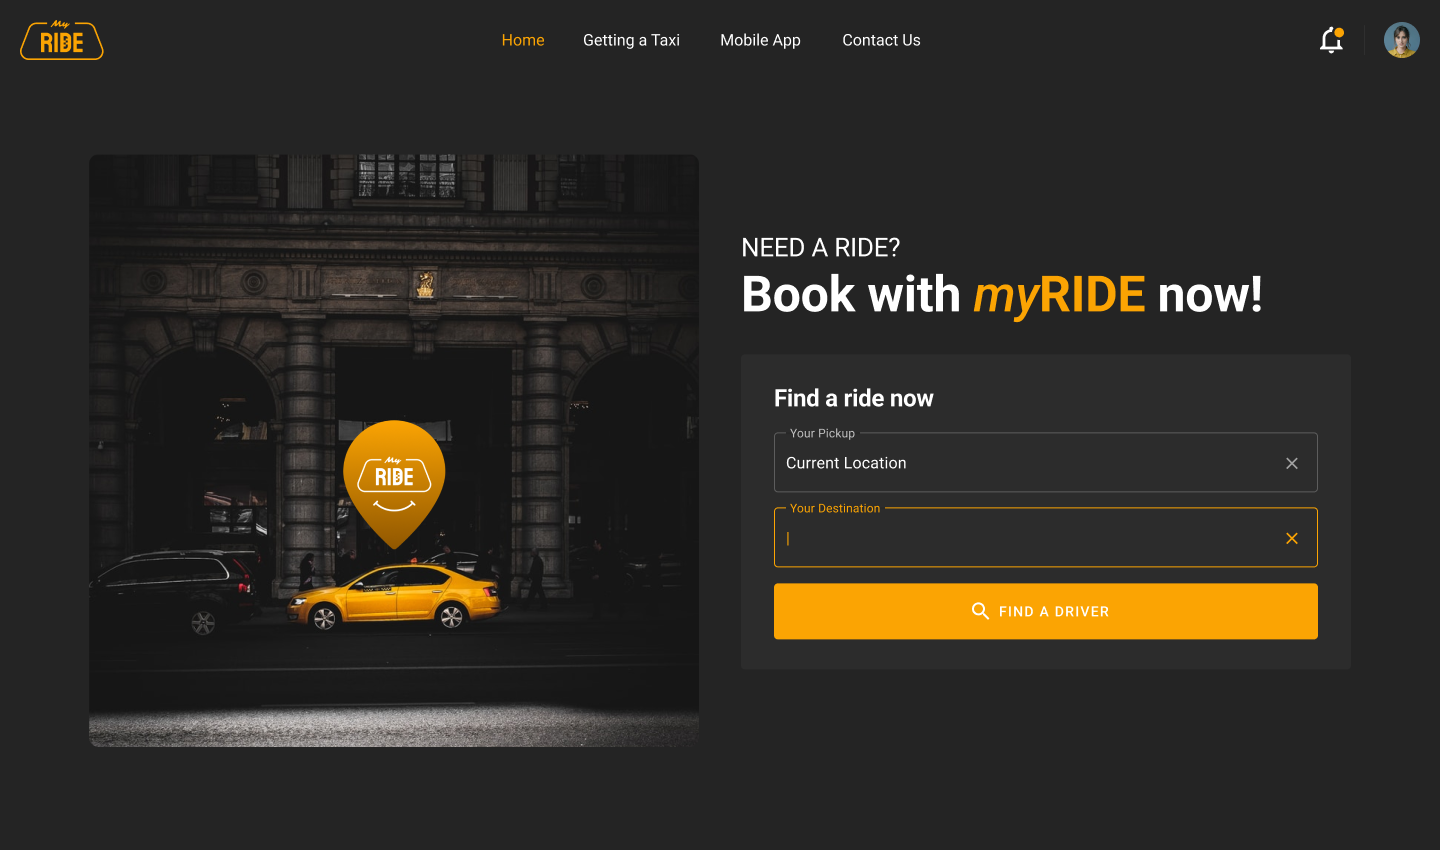 My
RIDE
Home
Getting a Taxi
Mobile App
Contact Us
NEED A RIDE?
Book with myRIDE now!
My
RIDE
Find a ride now
Your Pickup
Current Location
Your Destination
FIND A DRIVER